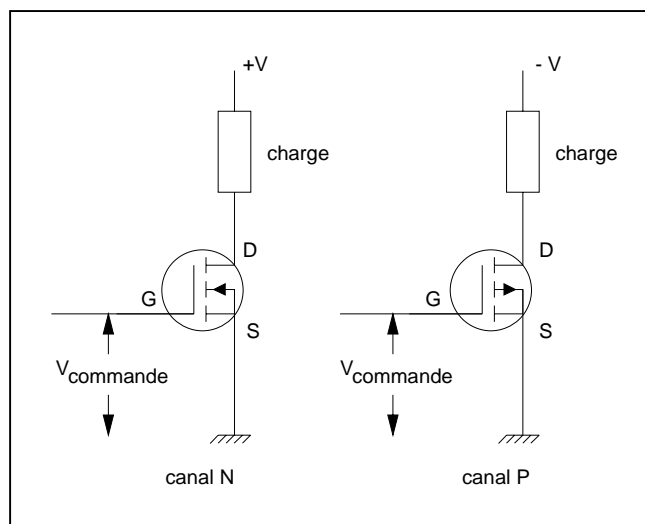 +V
charge
D
G
S
Vcommande
canal N
- V
charge
D
G
S
Vcommande
canal P